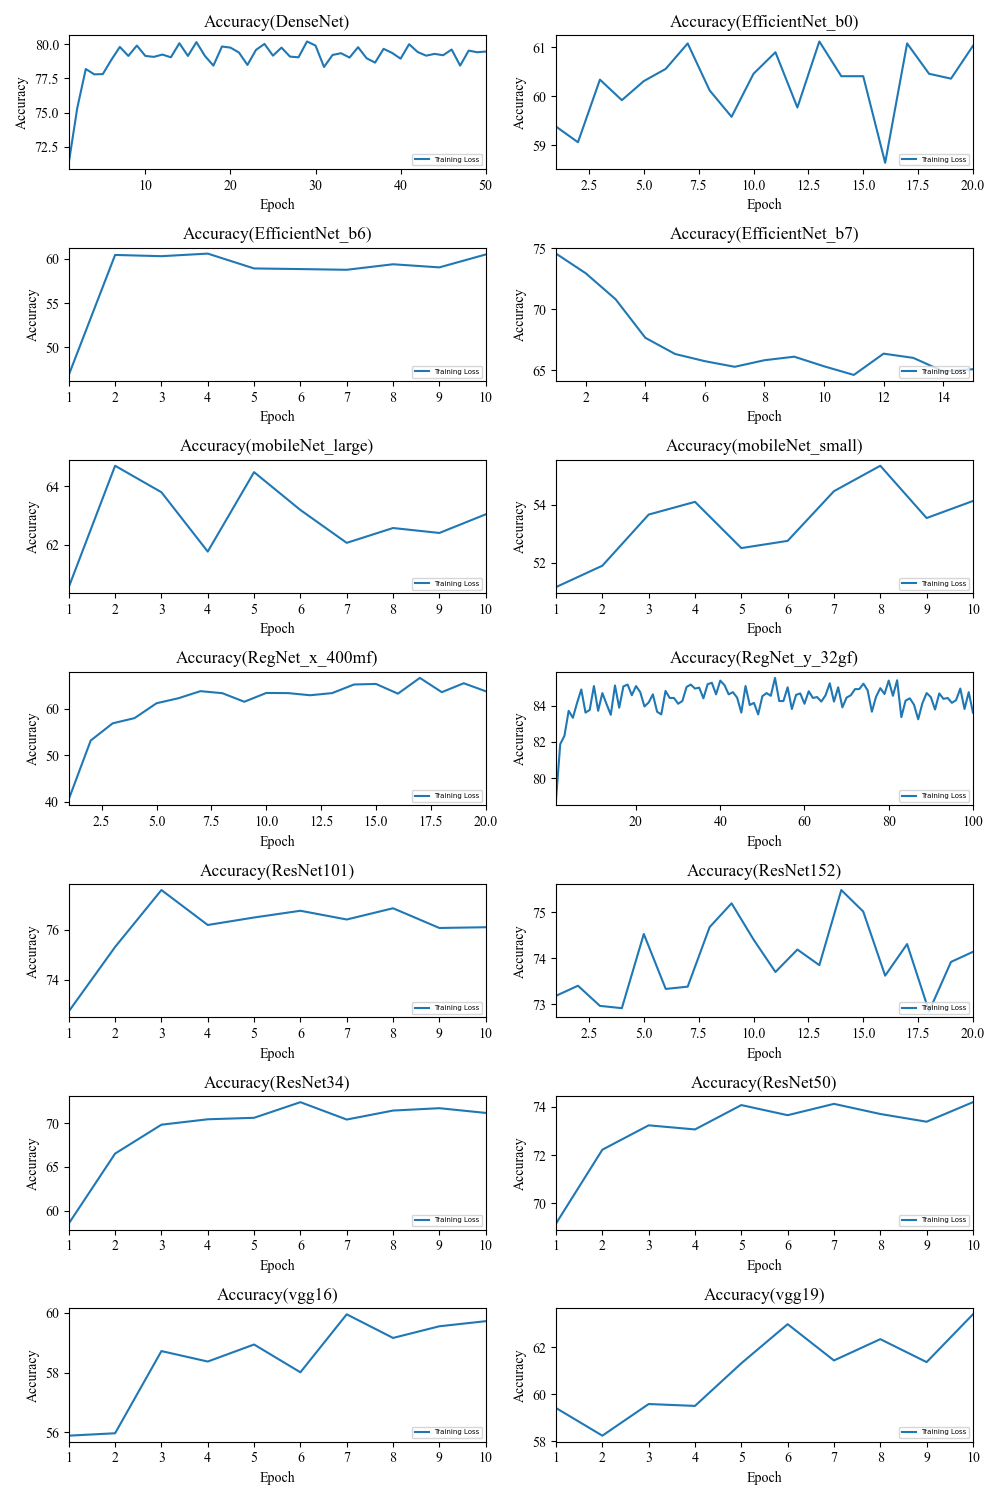 Accuracy(DenseNet)
Accuracy
80.0
77.5
75.0
72.5
Training Loss
10 20 30 40 50
Epoch
Accuracy(EfficientNet_b0)
Accuracy
61
60
59
Training Loss
2.5 5.0 7.5 10.0 12.5 15.0 17.5 20.0
Epoch
Accuracy(EfficientNet_b6)
Accuracy
60
55
50
Training Loss
1 2 3 4 5 6 7 8 9 10
Epoch
Accuracy(EfficientNet_b7)
Accuracy
75
70
65
Training Loss
2 4 6 8 10 12 14
Epoch
Accuracy(mobileNet_large)
Accuracy
64
62
Training Loss
1 2 3 4 5 6 7 8 9 10
Epoch
Accuracy(mobileNet_small)
Accuracy
54
52
Training Loss
1 2 3 4 5 6 7 8 9 10
Epoch
Accuracy(RegNet_x_400mf)
Accuracy
60
50
40
Training Loss
2.5 5.0 7.5 10.0 12.5 15.0 17.5 20.0
Epoch
Accuracy(RegNet_y_32gf)
Accuracy
84
82
80
Training Loss
20 40 60 80 100
Epoch
Accuracy(ResNet101)
Accuracy
76
74
Training Loss
1 2 3 4 5 6 7 8 9 10
Epoch
Accuracy(ResNet152)
Accuracy
75
74
73
Training Loss
2.5 5.0 7.5 10.0 12.5 15.0 17.5 20.0
Epoch
Accuracy(ResNet34)
Accuracy
70
65
60
Training Loss
1 2 3 4 5 6 7 8 9 10
Epoch
Accuracy(ResNet50)
Accuracy
74
72
70
Training Loss
1 2 3 4 5 6 7 8 9 10
Epoch
Accuracy(vgg16)
Accuracy
60
58
56
Training Loss
1 2 3 4 5 6 7 8 9 10
Epoch
Accuracy(vgg19)
Accuracy
62
60
58
Training Loss
1 2 3 4 5 6 7 8 9 10
Epoch